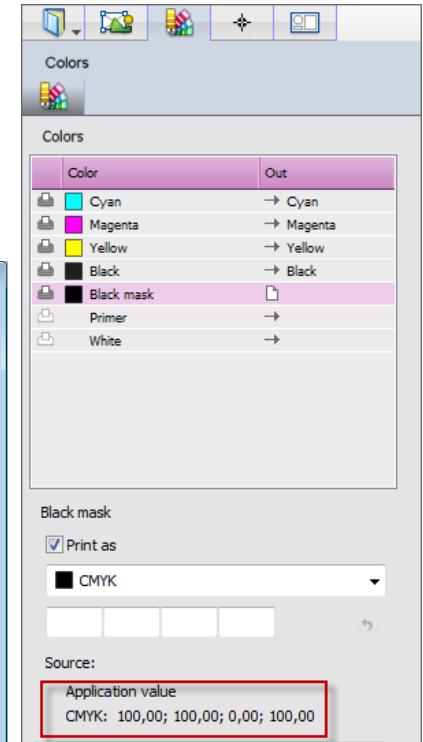 Colors
Colors
Color Out
Cyan → Cyan
Magenta → Magenta
Yellow → Yellow
Black → Black
Black mask
Primer →
White →
Black mask
Print as
CMYK
Source:
Application value
CMYK: 100,00; 100,00; 0,00; 100,00